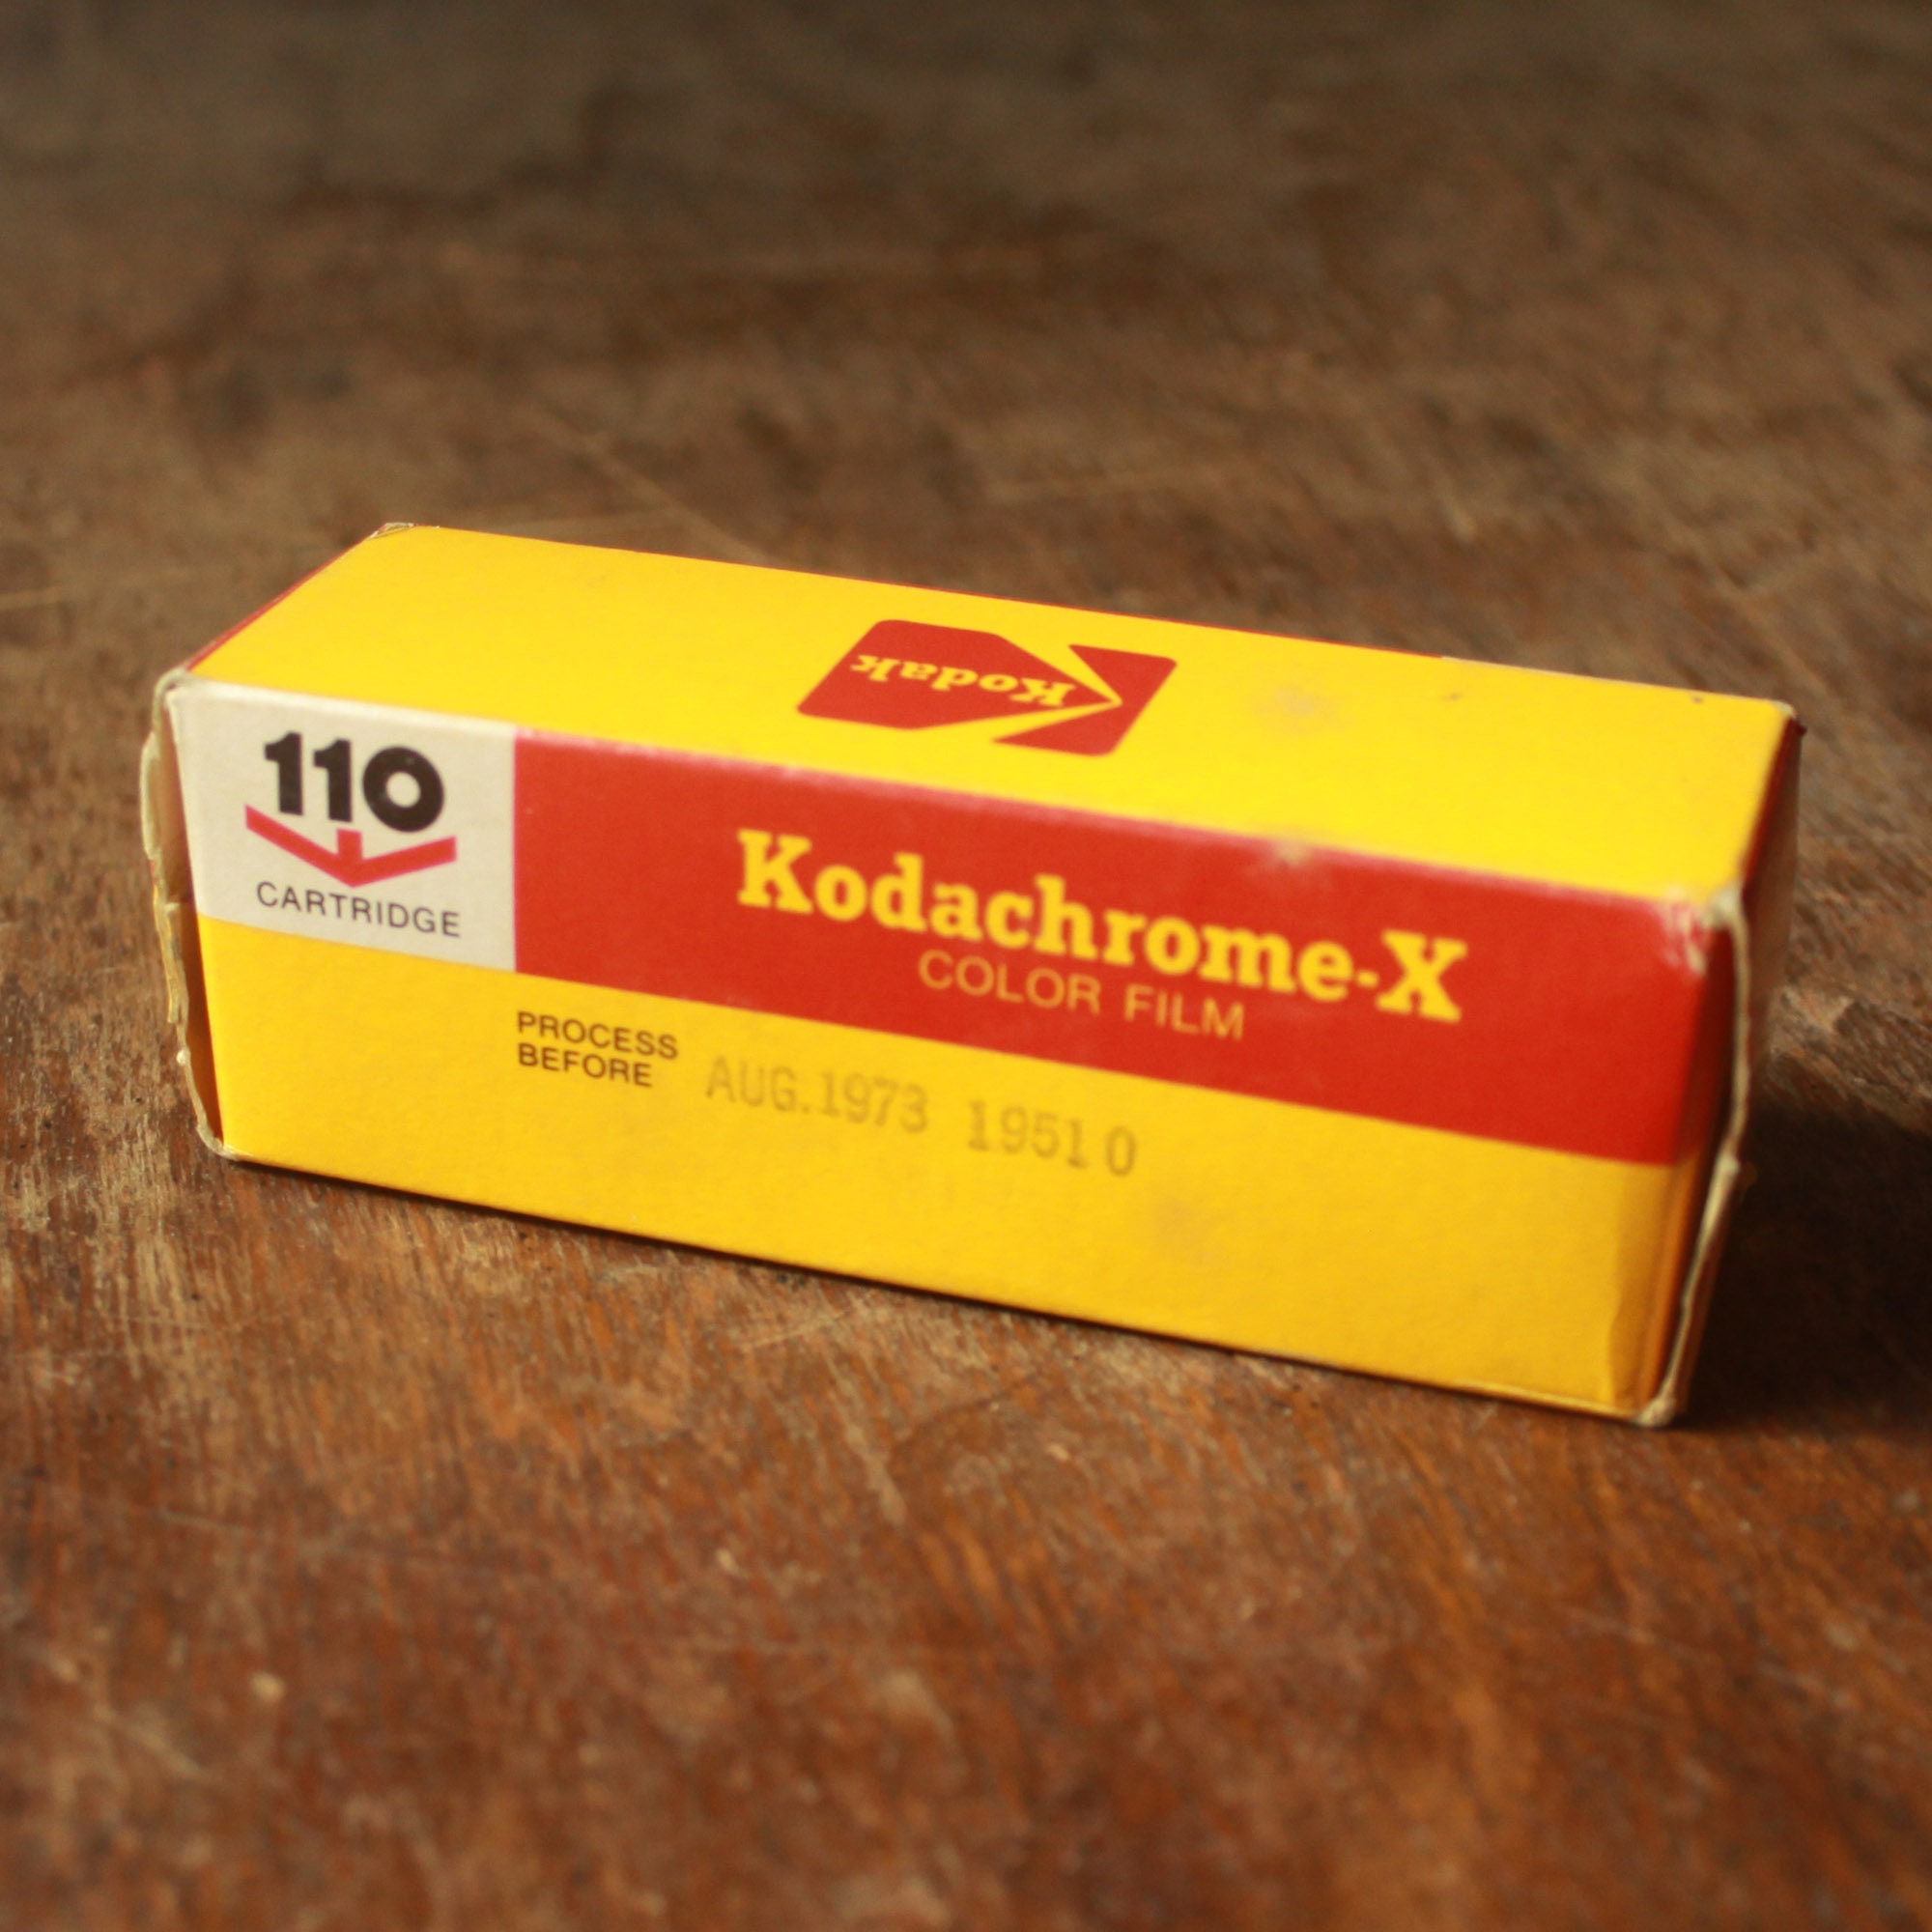 Kodak
110
CARTRIDGE
Kodachrome-X
COLOR FILM
PROCESS
BEFORE
AUG.1973 1951 0